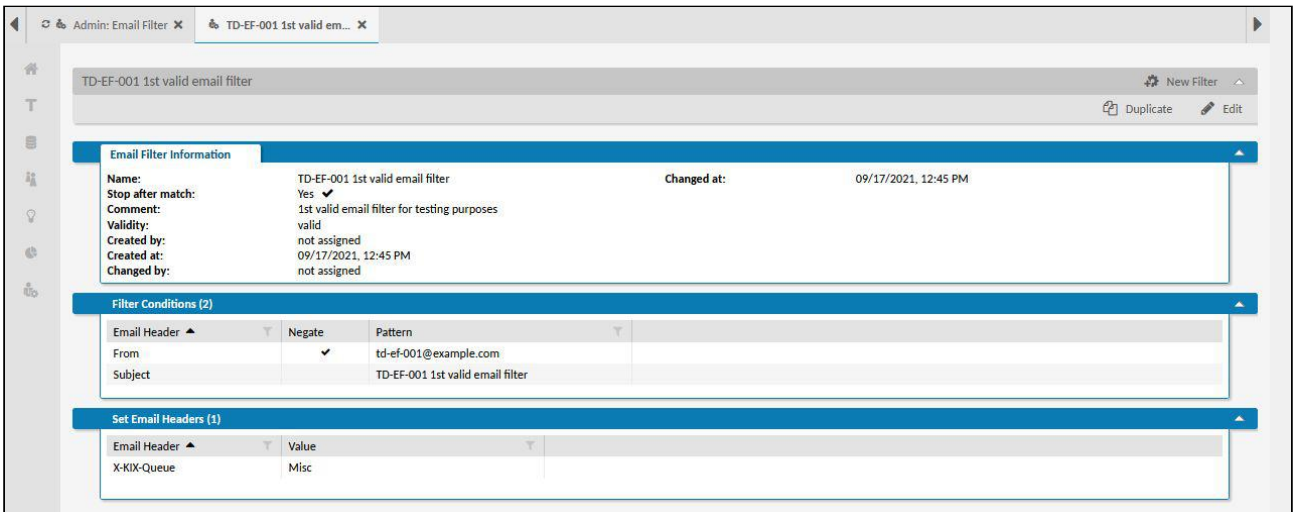 Admin: Email Filter TD-EF-001 1st valid em...
TD-EF-001 1st valid email filter New Filter
Duplicate Edit
Email Filter Information
Name: TD-EF-001 1st valid email filter Changed at: 09/17/2021, 12:45 PM
Stop after match: Yes
Comment: 1st valid email filter for testing purposes
Validity: valid
Created by: not assigned
Created at: 09/17/2021, 12:45 PM
Changed by: not assigned
Filter Conditions (2)
Email Header Negate Pattern
From td-ef-001@example.com
Subject TD-EF-001 1st valid email filter
Set Email Headers (1)
Email Header Value
X-KIX-Queue Misc